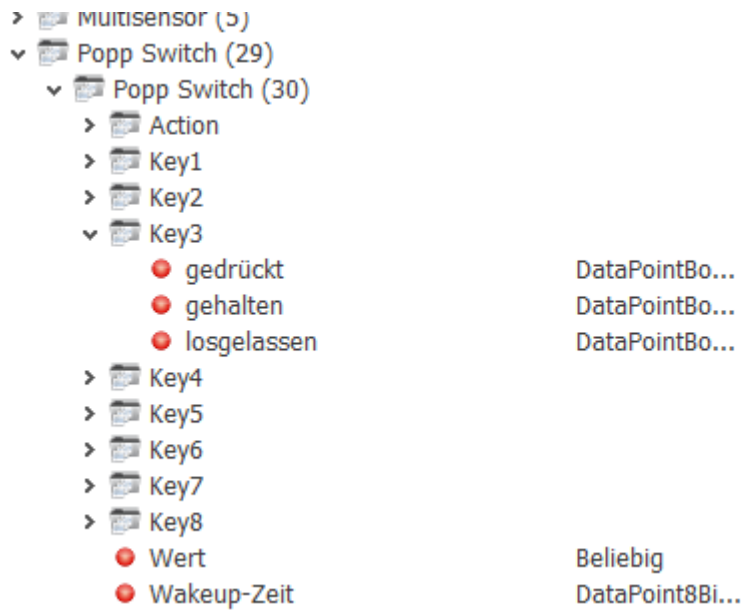 Multisensor (5)
Popp Switch (29)
Popp Switch (30)
Action
Key1
Key2
Key3
gedrückt DataPointBo...
gehalten DataPointBo...
losgelassen DataPointBo...
Key4
Key5
Key6
Key7
Key8
Wert Beliebig
Wakeup-Zeit DataPoint8Bi...